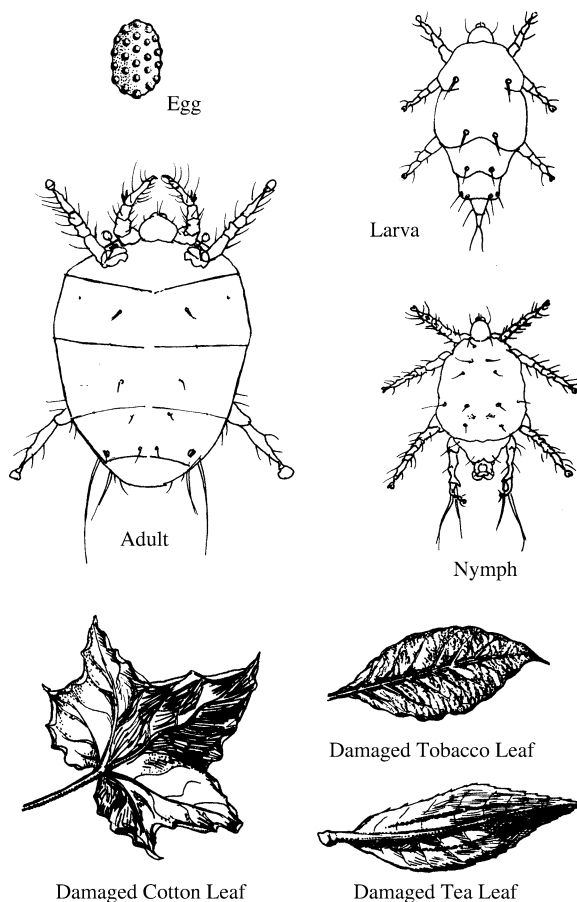 Egg
Larva
Adult
Nymph
Damaged Tobacco Leaf
Damaged Cotton Leaf
Damaged Tea Leaf